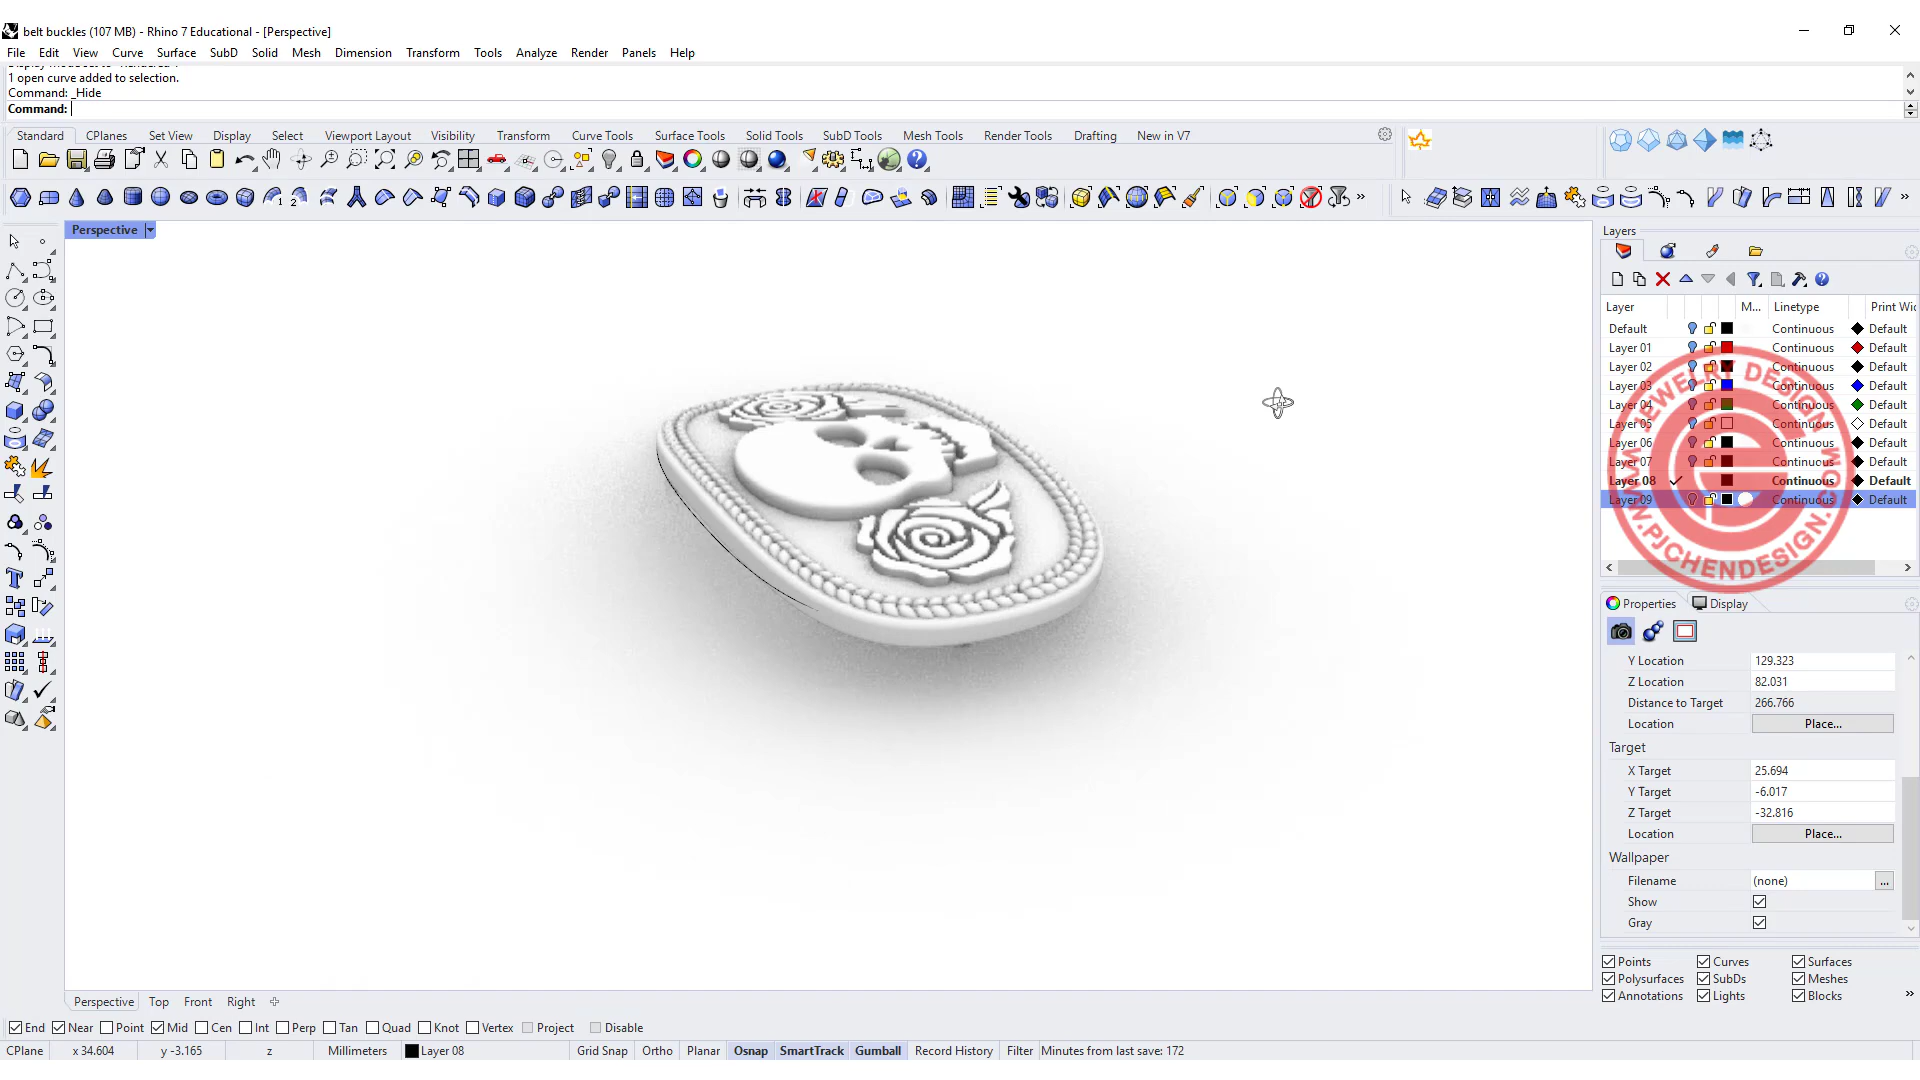 belt buckles (107 MB) - Rhino 7 Educational - [Perspective]
File Edit View Curve Surface SubD Solid Mesh Dimension Transform Tools Analyze Render Panels Help
1 open curve added to selection.
Command: _Hide
Command:
Standard CPlanes Set View Display Select Viewport Layout Visibility Transform Curve Tools Surface Tools Solid Tools SubD Tools Mesh Tools Render Tools Drafting New in V7
Perspective
Layers
Layer M... Linetype Print Wi
Default Continuous Default
Layer 01 Continuous Default
Layer 02 Continuous Default
Layer 03 Continuous Default
Layer 04 Continuous Default
Layer 05 Continuous Default
Layer 06 Continuous Default
Layer 07 Continuous Default
Layer 08 Continuous Default
Layer 09 Continuous Default
JEWELRY DESIGN
WWW.PJCHENDESIGN.COM
Properties Display
Y Location 129.323
Z Location 82.031
Distance to Target 266.766
Location Place...
Target
X Target 25.694
Y Target -6.017
Z Target -32.816
Location Place...
Wallpaper
Filename (none) ...
Show
Gray
Points Curves Surfaces
Polysurfaces SubDs Meshes
Annotations Lights Blocks
Perspective Top Front Right
End Near Point Mid Cen Int Perp Tan Quad Knot Vertex Project Disable
CPlane x 34.604 y -3.165 z Millimeters Layer 08 Grid Snap Ortho Planar Osnap SmartTrack Gumball Record History Filter Minutes from last save: 172